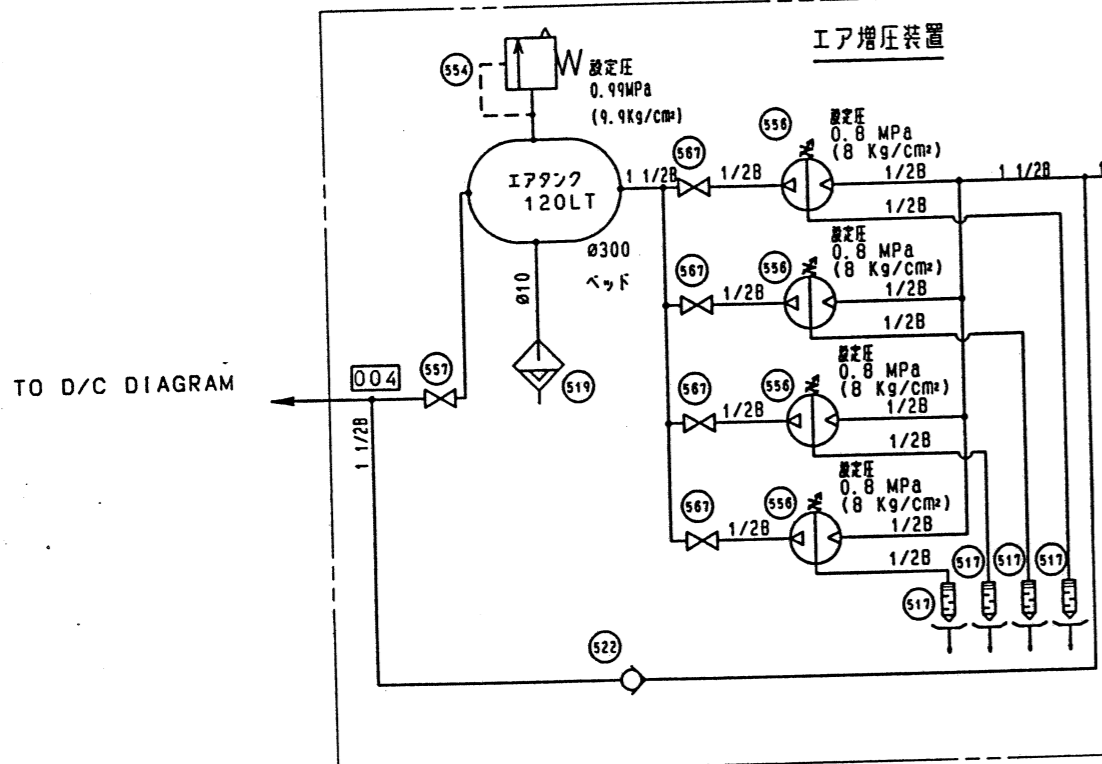 エア増圧装置
554
設定圧
0.99MPa
(9.9Kg/cm²)
エアタンク
120LT
Ø300
ベッド
Ø10
519
1 1/2B
567
1/2B
556
設定圧
0.8 MPa
(8 Kg/cm²)
1/2B
1/2B
1 1/2B
567
1/2B
556
設定圧
0.8 MPa
(8 Kg/cm²)
1/2B
1/2B
567
1/2B
556
設定圧
0.8 MPa
(8 Kg/cm²)
1/2B
1/2B
567
1/2B
556
設定圧
0.8 MPa
(8 Kg/cm²)
1/2B
1/2B
517
517
517
517
TO D/C DIAGRAM
004
557
1 1/2B
522